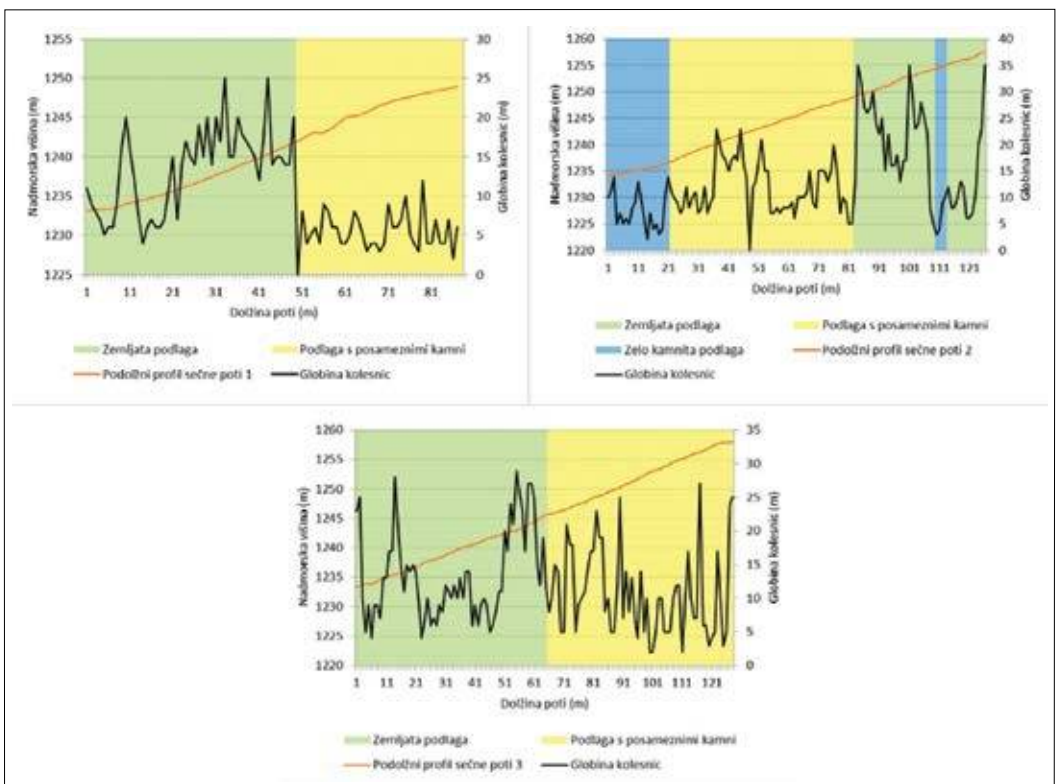 1255
1250
1245
1240
1235
1230
1225
Nadmorska višina (m)
30
25
20
15
10
5
0
Globina kolesnic (m)
1 11 21 31 41 51 61 71 81
Dolžina poti (m)
Zemljata podlaga
Podlaga s posameznimi kamni
Podolžni profil sečne poti 1
Globina kolesnic
1260
1255
1250
1245
1240
1235
1230
1225
1220
Nadmorska višina (m)
40
35
30
25
20
15
10
5
0
Globina kolesnic (m)
1 21 41 61 81 101 111 121
Dolžina poti (m)
Zemljata podlaga
Podlaga s posameznimi kamni
Zelo kamnita podlaga
Podolžni profil sečne poti 2
Globina kolesnic
1260
1255
1250
1245
1240
1235
1230
1225
1220
Nadmorska višina (m)
35
30
25
20
15
10
5
0
Globina kolesnic (m)
1 11 21 31 41 51 61 71 81 91 101 111 121
Dolžina poti (m)
Zemljata podlaga
Podlaga s posameznimi kamni
Podolžni profil sečne poti 3
Globina kolesnic